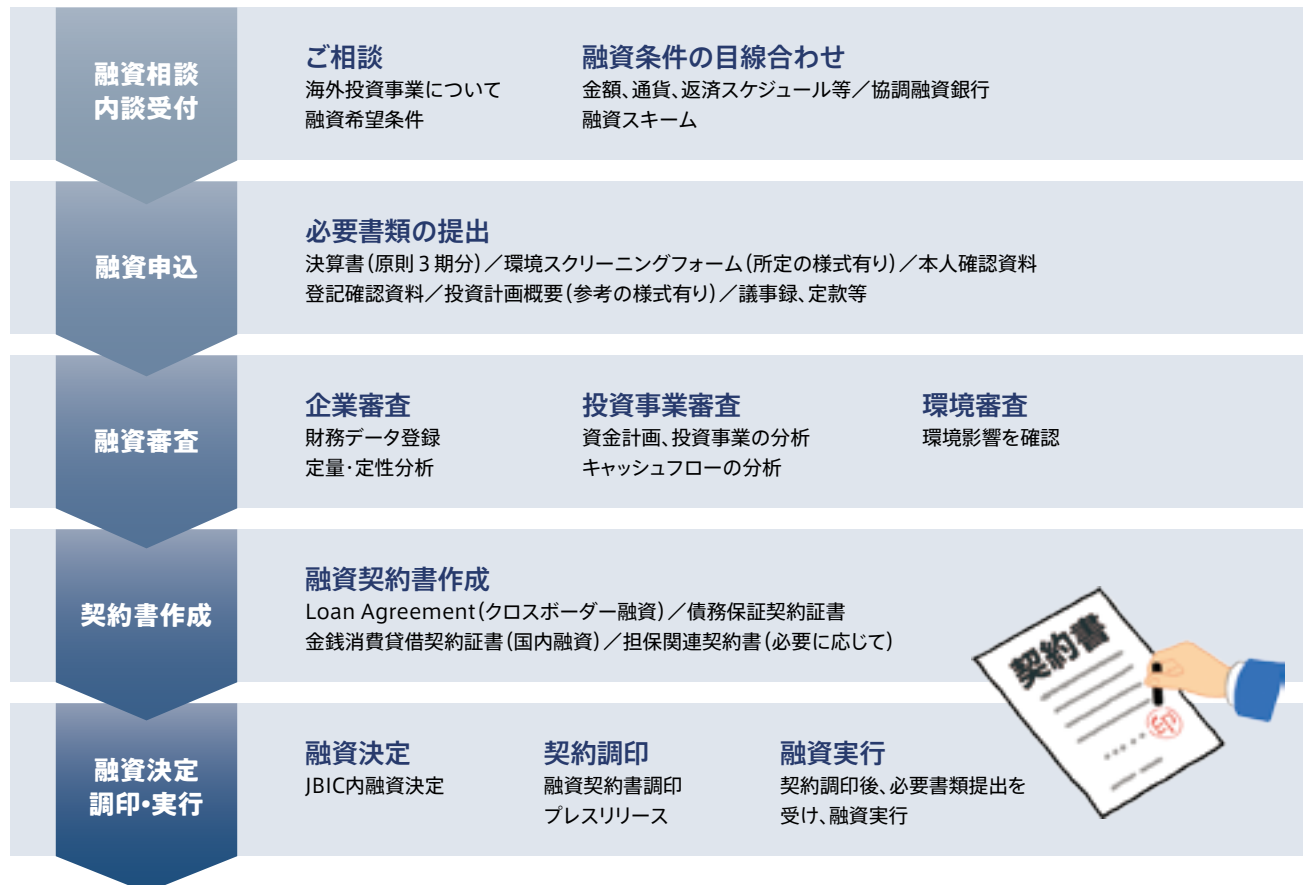 融資相談
内談受付
ご相談
海外投資事業について
融資希望条件
融資条件の目線合わせ
金額、通貨、返済スケジュール等／協調融資銀行
融資スキーム
融資申込
必要書類の提出
決算書(原則3期分)／環境スクリーニングフォーム(所定の様式有り)／本人確認資料
登記確認資料／投資計画概要(参考の様式有り)／議事録、定款等
融資審査
企業審査
財務データ登録
定量・定性分析
投資事業審査
資金計画、投資事業の分析
キャッシュフローの分析
環境審査
環境影響を確認
契約書作成
融資契約書作成
Loan Agreement(クロスボーダー融資)／債務保証契約証書
金銭消費貸借契約証書(国内融資)／担保関連契約書(必要に応じて)
契約書
印
融資決定
調印・実行
融資決定
JBIC内融資決定
契約調印
融資契約書調印
プレスリリース
融資実行
契約調印後、必要書類提出を
受け、融資実行